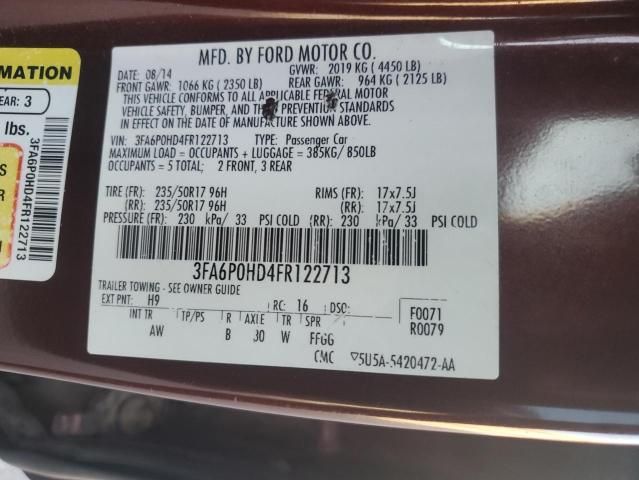 MFD. BY FORD MOTOR CO.
DATE: 08/14 GVWR: 2019 KG ( 4450 LB)
FRONT GAWR: 1066 KG ( 2350 LB) REAR GAWR: 964 KG ( 2125 LB)
THIS VEHICLE CONFORMS TO ALL APPLICABLE FEDERAL MOTOR
VEHICLE SAFETY, BUMPER, AND THEFT PREVENTION STANDARDS
IN EFFECT ON THE DATE OF MANUFACTURE SHOWN ABOVE.
VIN: 3FA6P0HD4FR122713 TYPE: Passenger Car
MAXIMUM LOAD = OCCUPANTS + LUGGAGE = 385KG/ 850LB
OCCUPANTS = 5 TOTAL; 2 FRONT, 3 REAR
TIRE (FR): 235/50R17 96H RIMS (FR): 17x7.5J
(RR): 235/50R17 96H (RR): 17x7.5J
PRESSURE (FR): 230 kPa/ 33 PSI COLD (RR): 230 kPa/ 33 PSI COLD
3FA6P0HD4FR122713
TRAILER TOWING - SEE OWNER GUIDE
EXT PNT: H9 RC: 16 DSO: F0071
INT TR TP/PS R AXLE TR SPR R0079
AW B 30 W FFGG
CMC 5U5A-5420472-AA
RMATION
EAR: 3
lbs.
S
R
3FA6P0HD4FR122713